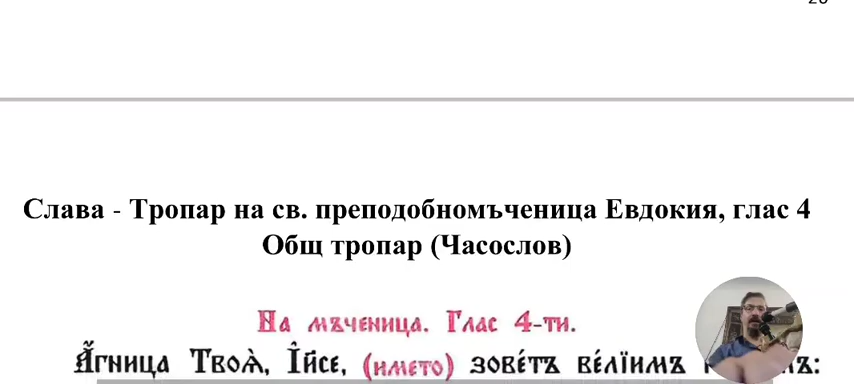 Слава - Тропар на св. преподобномъченица Евдокия, глас 4
Общ тропар (Часослов)
На мъченица. Глас 4-ти.
А҆́гница Твоѧ̀, І҆и҃се, (името) зове́тъ ве́лїимъ